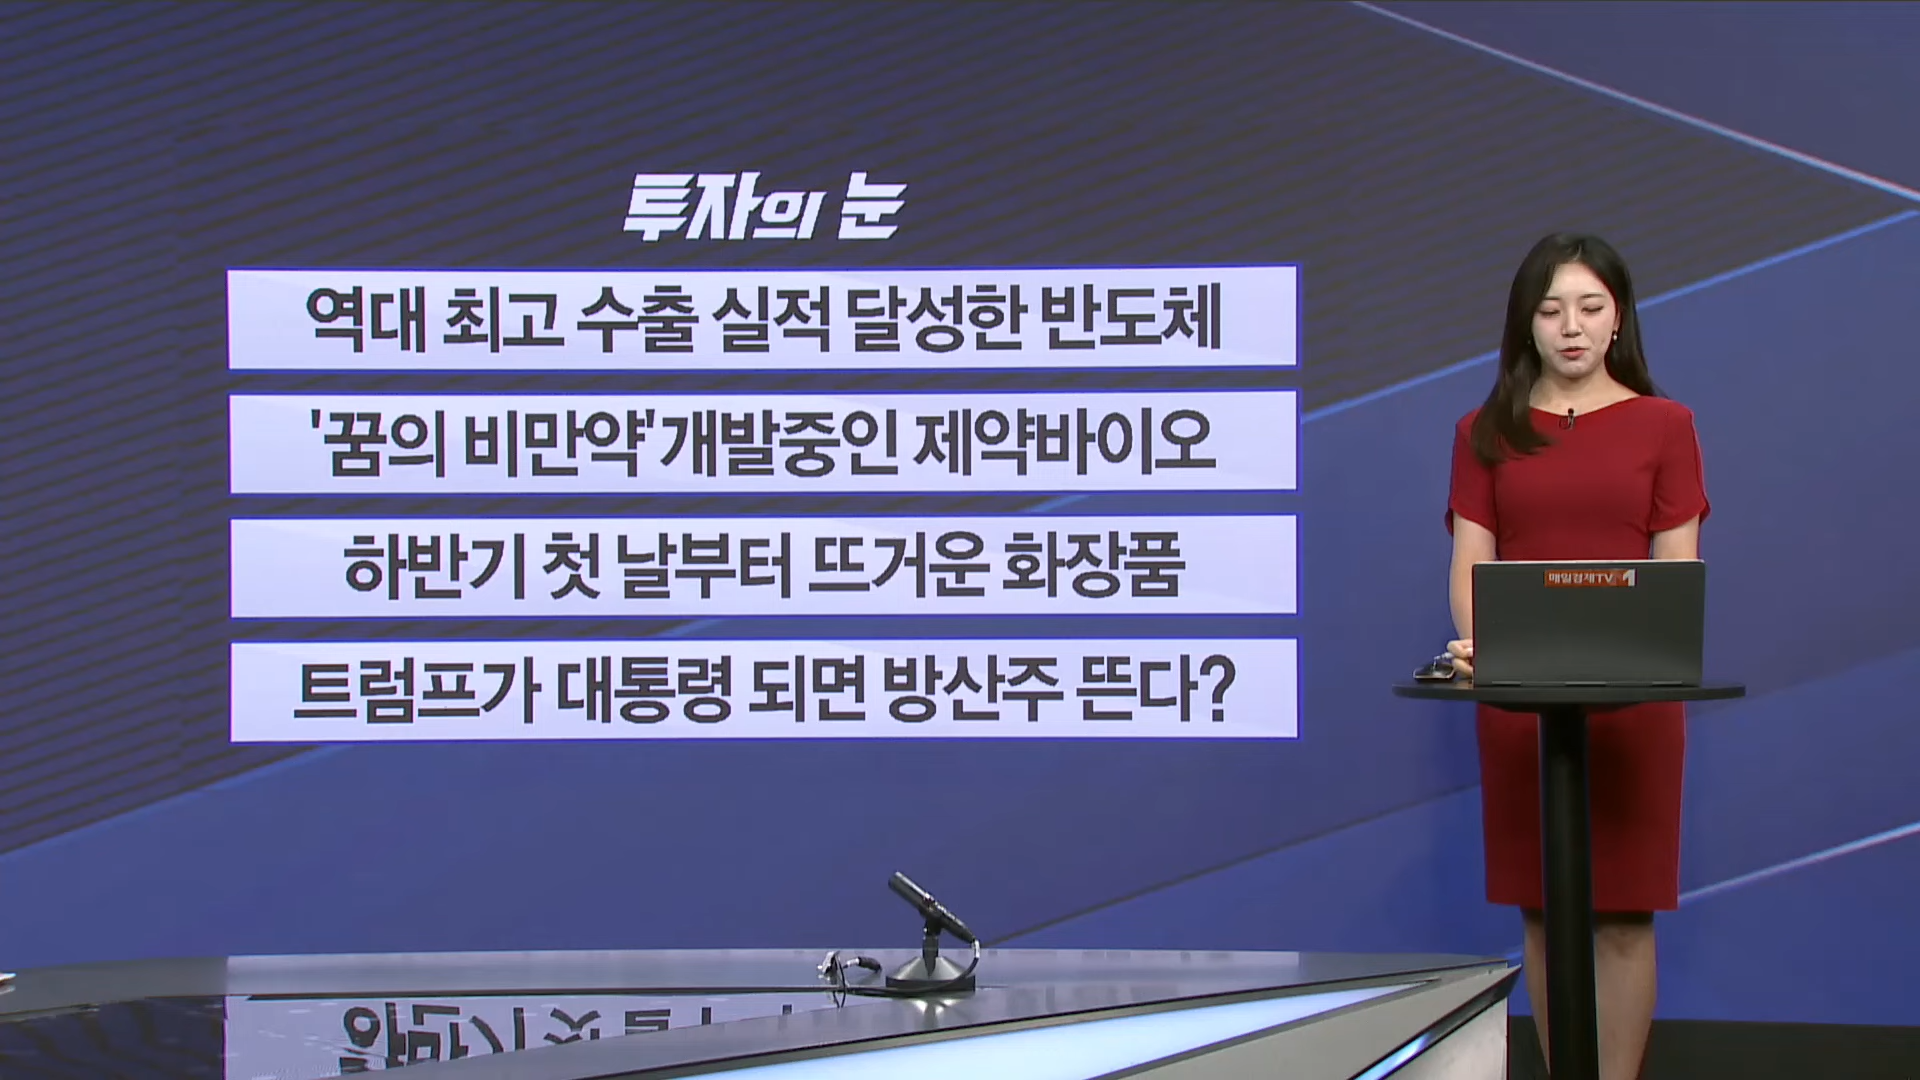 투자의 눈
역대 최고 수출 실적 달성한 반도체
'꿈의 비만약'개발중인 제약바이오
하반기 첫 날부터 뜨거운 화장품
트럼프가 대통령 되면 방산주 뜬다?
매일경제TV